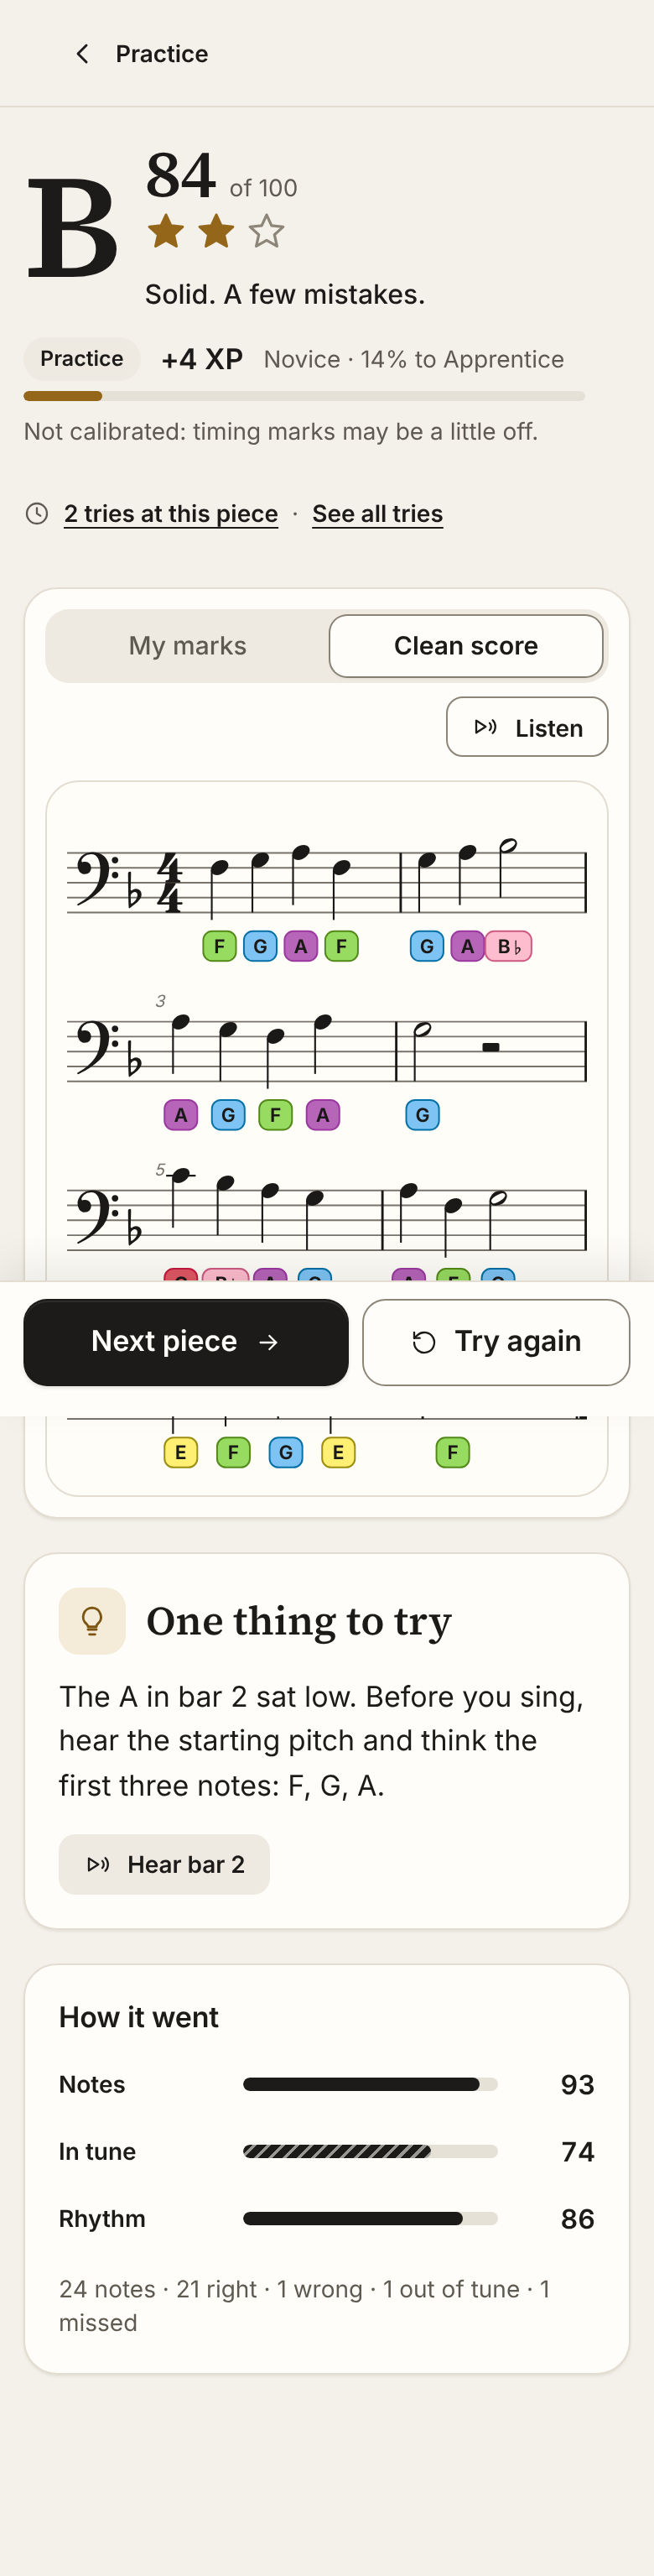 Practice
B
84 of 100
Solid. A few mistakes.
Practice +4 XP Novice · 14% to Apprentice
Not calibrated: timing marks may be a little off.
2 tries at this piece · See all tries
My marks Clean score
Listen
4
4
F G A F G A B♭
3
A G F A G
5
Next piece → Try again
E F G E F
One thing to try
The A in bar 2 sat low. Before you sing,
hear the starting pitch and think the
first three notes: F, G, A.
Hear bar 2
How it went
Notes 93
In tune 74
Rhythm 86
24 notes · 21 right · 1 wrong · 1 out of tune · 1
missed